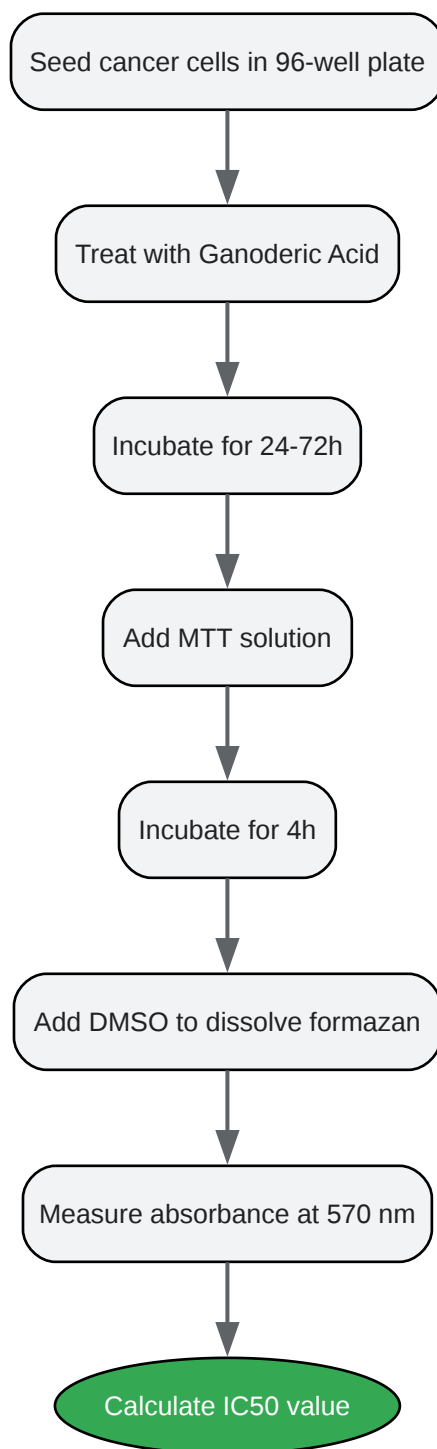 Seed cancer cells in 96-well plate
Treat with Ganoderic Acid
Incubate for 24-72h
Add MTT solution
Incubate for 4h
Add DMSO to dissolve formazan
Measure absorbance at 570 nm
Calculate IC50 value